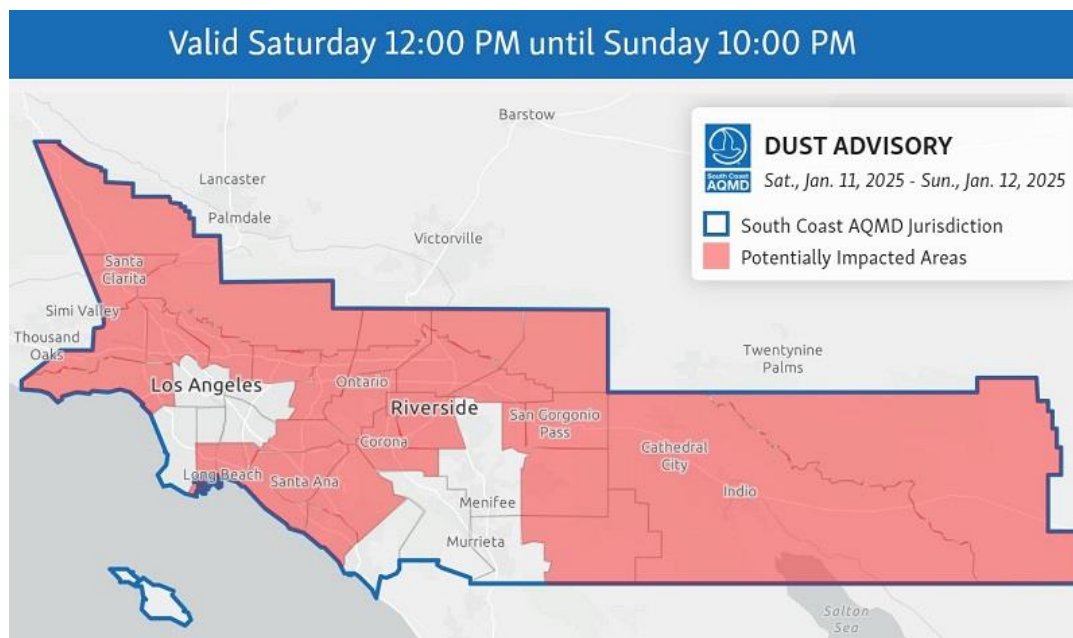 Valid Saturday 12:00 PM until Sunday 10:00 PM
Barstow
DUST ADVISORY
South Coast
AQMD
Sat., Jan. 11, 2025 - Sun., Jan. 12, 2025
South Coast AQMD Jurisdiction
Potentially Impacted Areas
Lancaster
Palmdale
Victorville
Santa
Clarita
Simi Valley
Thousand
Oaks
Twentynine
Palms
Los Angeles
Ontario
Riverside
San Gorgonio
Pass
Corona
Cathedral
City
Long Beach
Santa Ana
Indio
Menifee
Murrieta
Salton
Sea